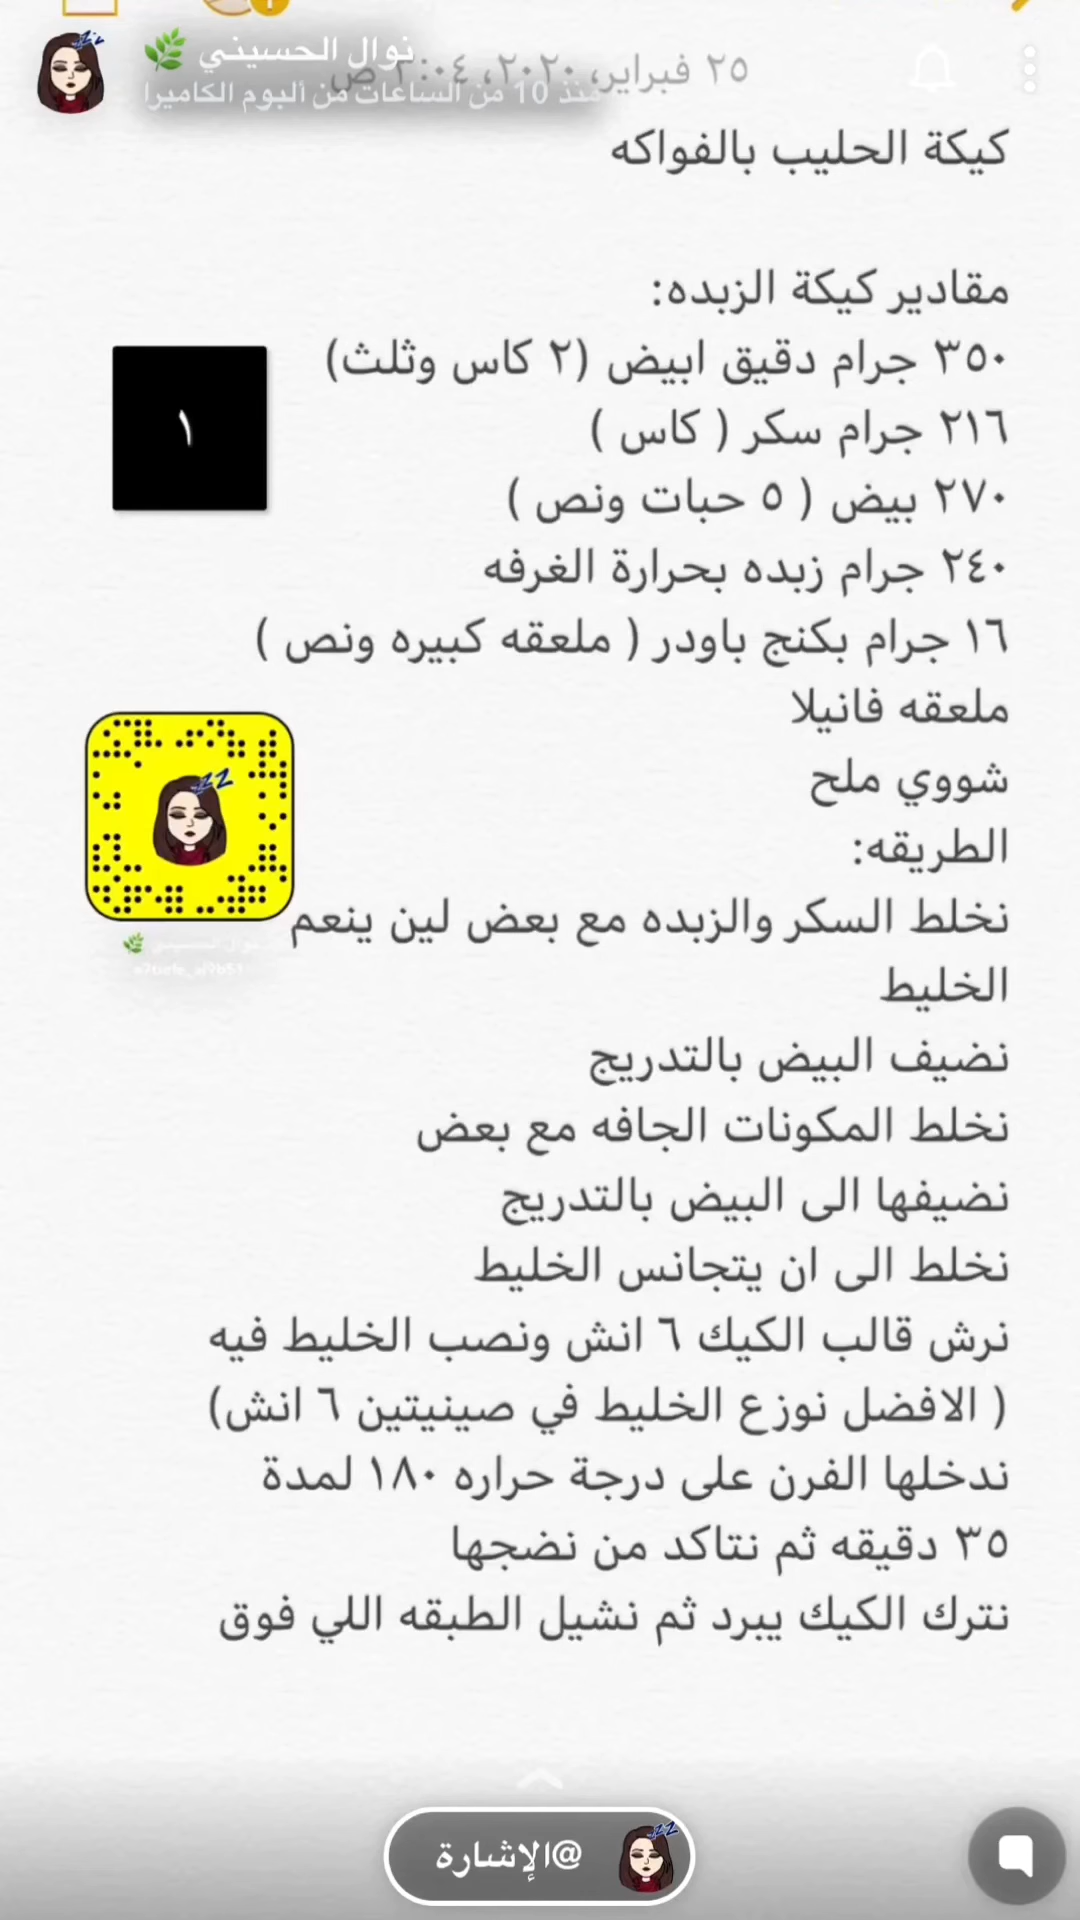 نوال الحسيني
٢٥ فبراير، ٢٠٢٠،
منذ 10 من الساعات من ألبوم الكاميرا
كيكة الحليب بالفواكه
مقادير كيكة الزبده:
٣٥٠ جرام دقيق ابيض (٢ كاس وثلث)
٢١٦ جرام سكر ( كاس )
٢٧٠ بيض ( ٥ حبات ونص )
٢٤٠ جرام زبده بحرارة الغرفه
١٦ جرام بكنج باودر ( ملعقه كبيره ونص )
ملعقه فانيلا
شووي ملح
الطريقه:
نخلط السكر والزبده مع بعض لين ينعم
الخليط
نضيف البيض بالتدريج
نخلط المكونات الجافه مع بعض
نضيفها الى البيض بالتدريج
نخلط الى ان يتجانس الخليط
نرش قالب الكيك ٦ انش ونصب الخليط فيه
( الافضل نوزع الخليط في صينيتين ٦ انش)
ندخلها الفرن على درجة حراره ١٨٠ لمدة
٣٥ دقيقه ثم نتاكد من نضجها
نترك الكيك يبرد ثم نشيل الطبقه اللي فوق
١
نوال الحسيني
@الإشارة